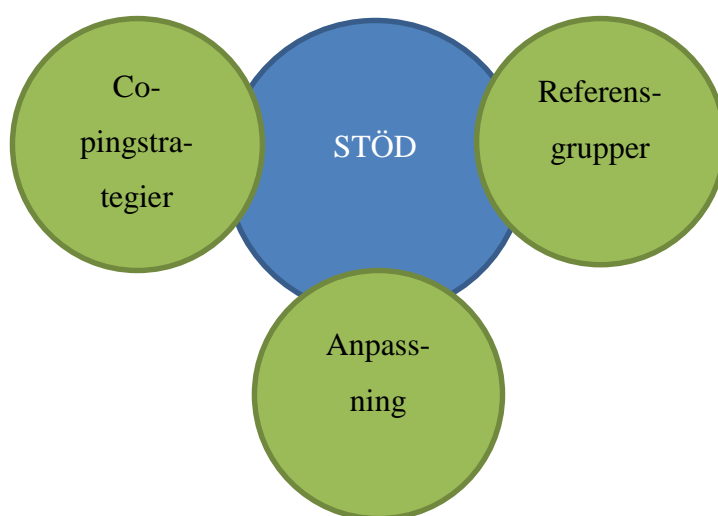 Co-
pingstra-
tegier
STÖD
Referens-
grupper
Anpass-
ning